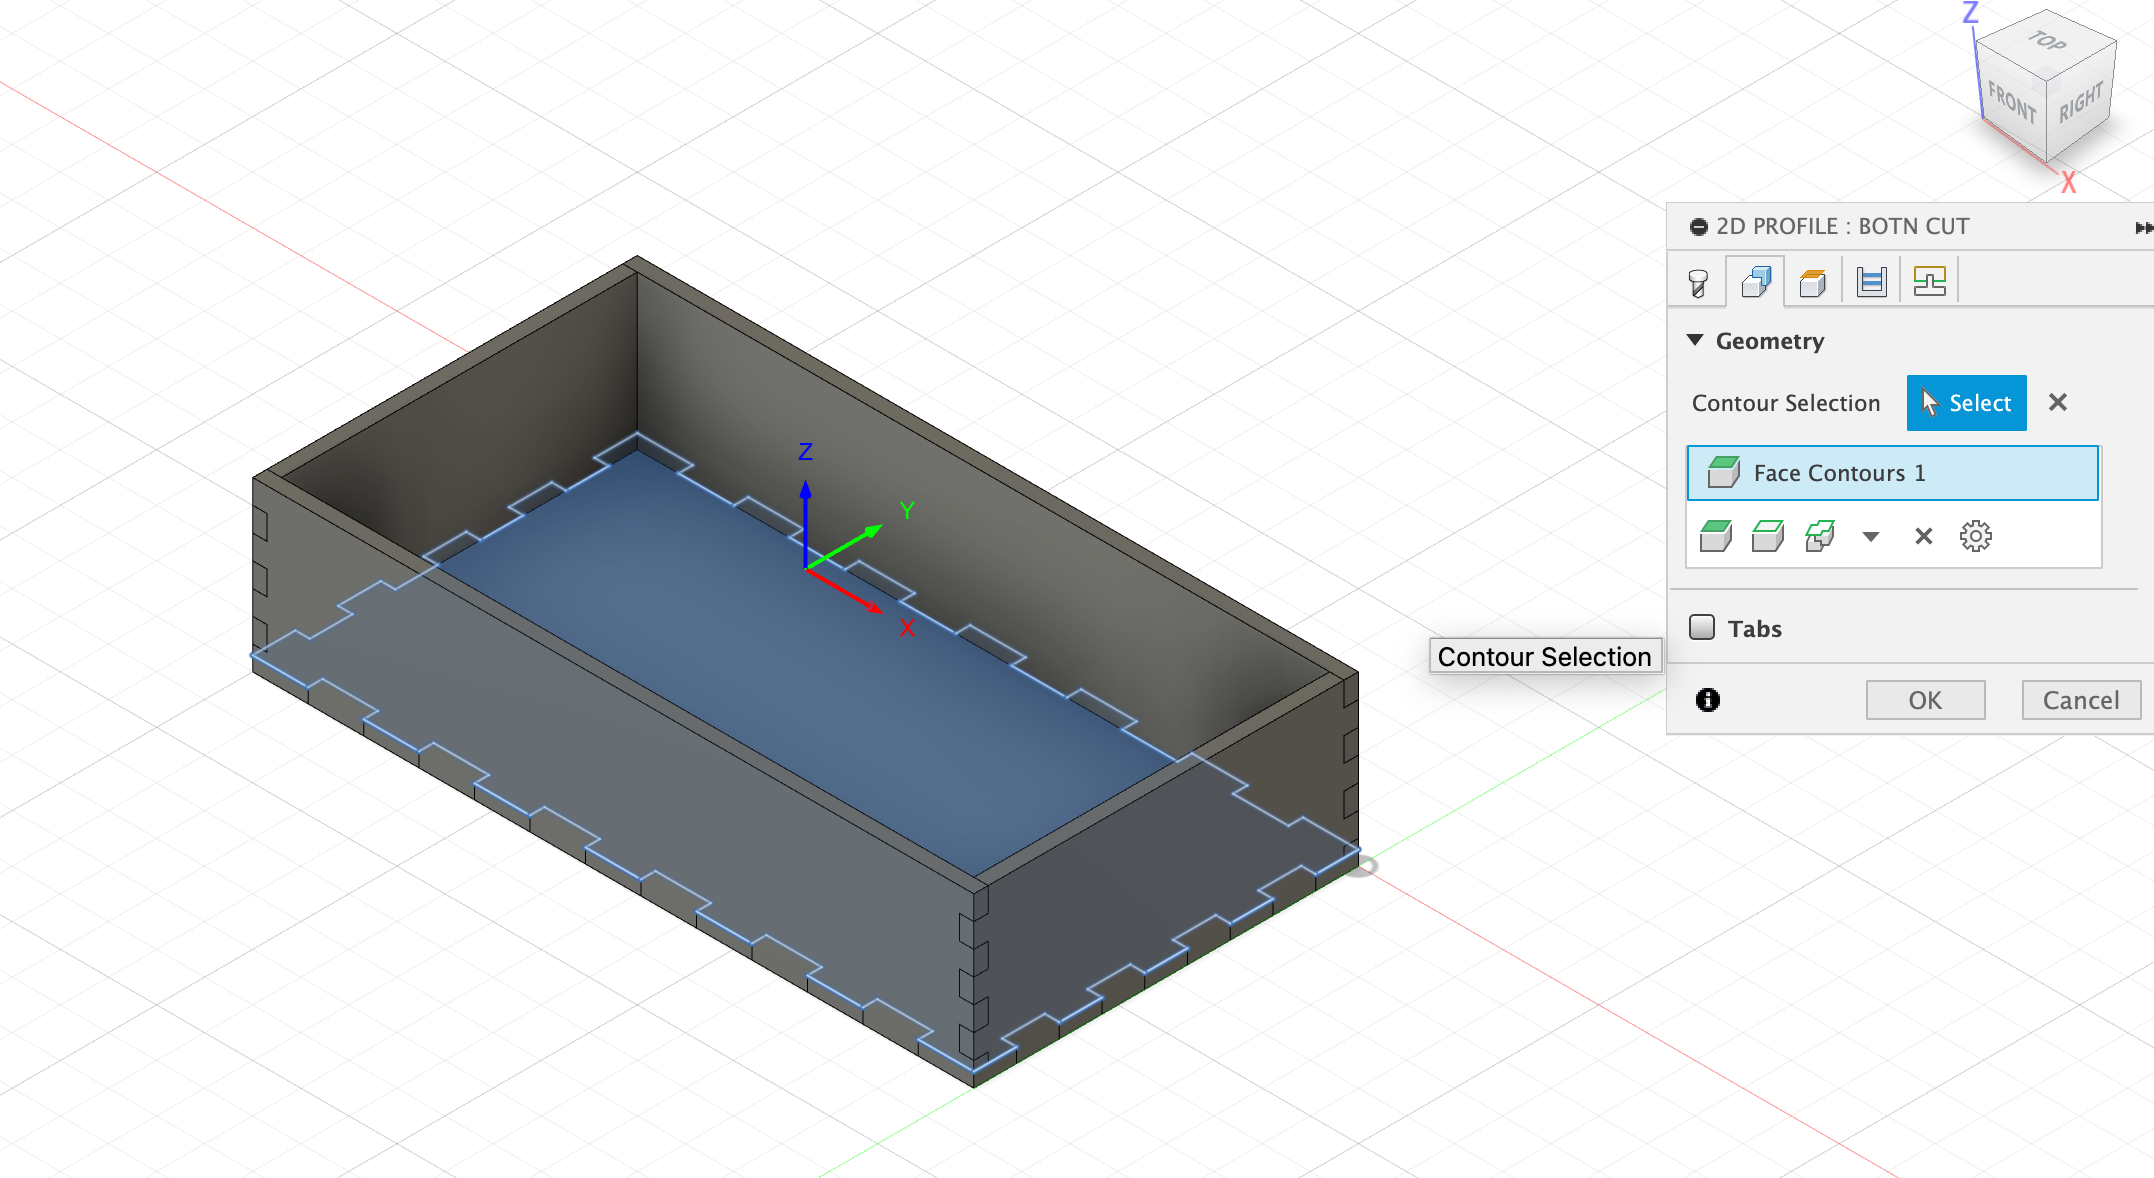 Z
TOP
FRONT
RIGHT
X
2D PROFILE : BOTN CUT
Geometry
Contour Selection
Select
Face Contours 1
Tabs
Contour Selection
OK
Cancel
Z
Y
X